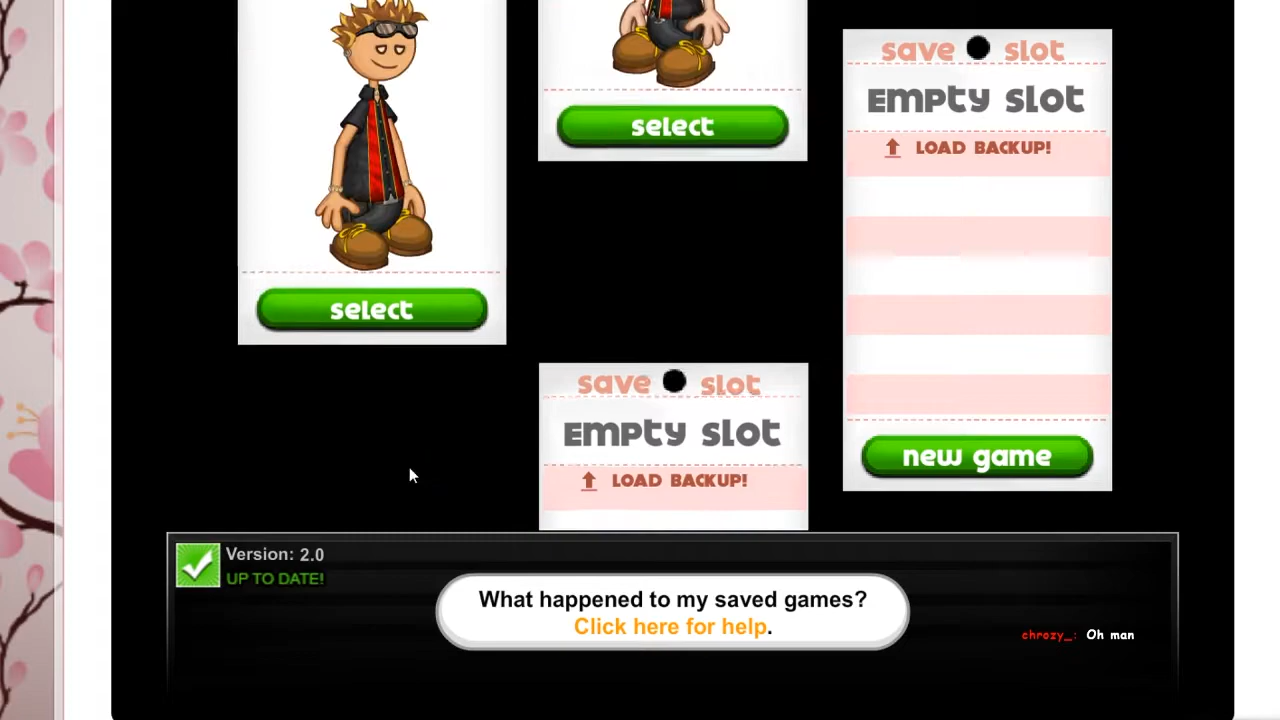 select
select
save slot
EMPTY SLOT
LOAD BACKUP!
new game
save slot
EMPTY SLOT
LOAD BACKUP!
Version: 2.0
UP TO DATE!
What happened to my saved games?
Click here for help.
chrozy_: Oh man